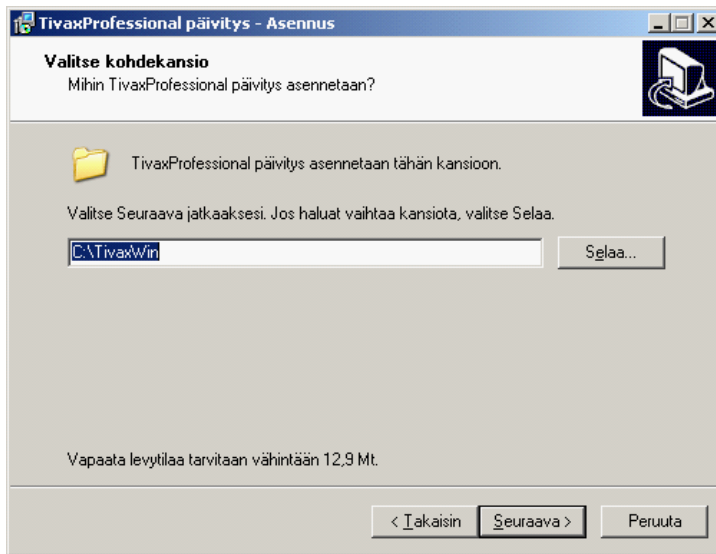 TivaxProfessional päivitys - Asennus
Valitse kohdekansio
Mihin TivaxProfessional päivitys asennetaan?
TivaxProfessional päivitys asennetaan tähän kansioon.
Valitse Seuraava jatkaaksesi. Jos haluat vaihtaa kansiota, valitse Selaa.
C:\TivaxWin
Selaa...
Vapaata levytilaa tarvitaan vähintään 12,9 Mt.
< Takaisin
Seuraava >
Peruuta